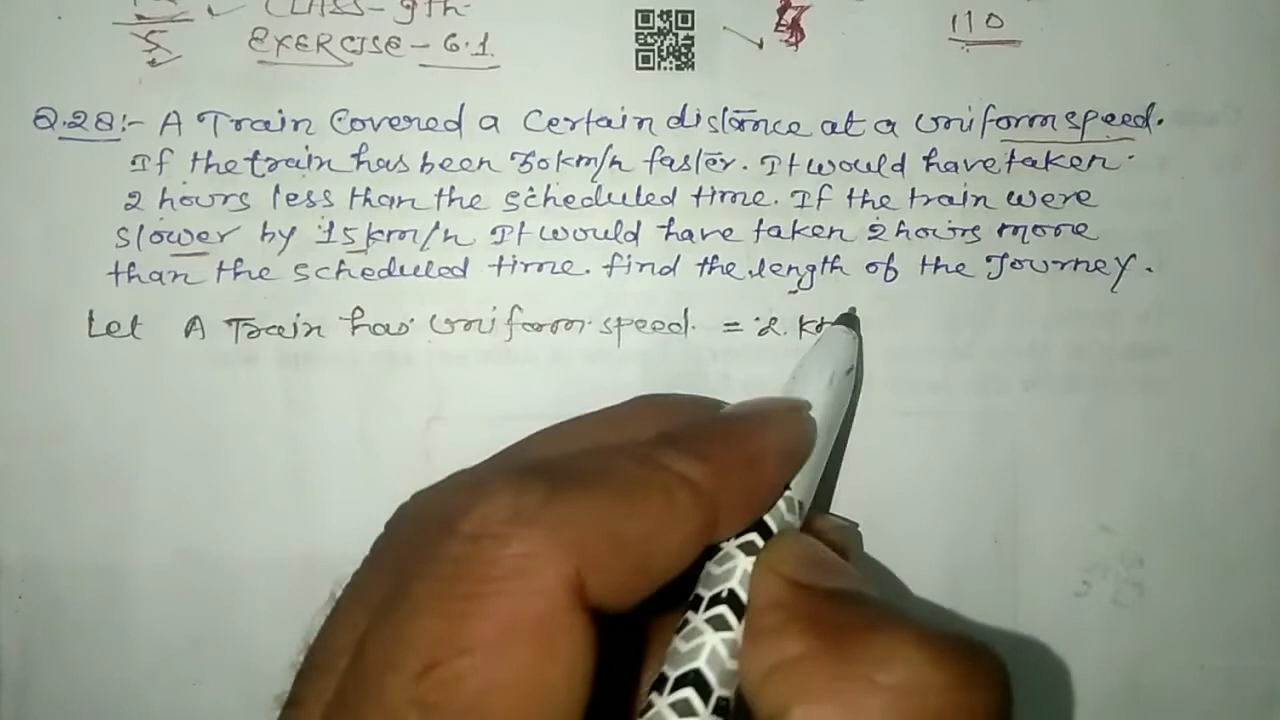 CLASS-9th.
5
EXERCISE-6.1
110
Q.28:- A Train Covered a Certain distance at a uniform speed.
If the train has been 30km/h faster. It would have taken
2 hours less than the scheduled time. If the train were
slower by 15km/h It would have taken 2 hours more
than the scheduled time. find the length of the Journey.
Let A Train has uniform speed. = x. km